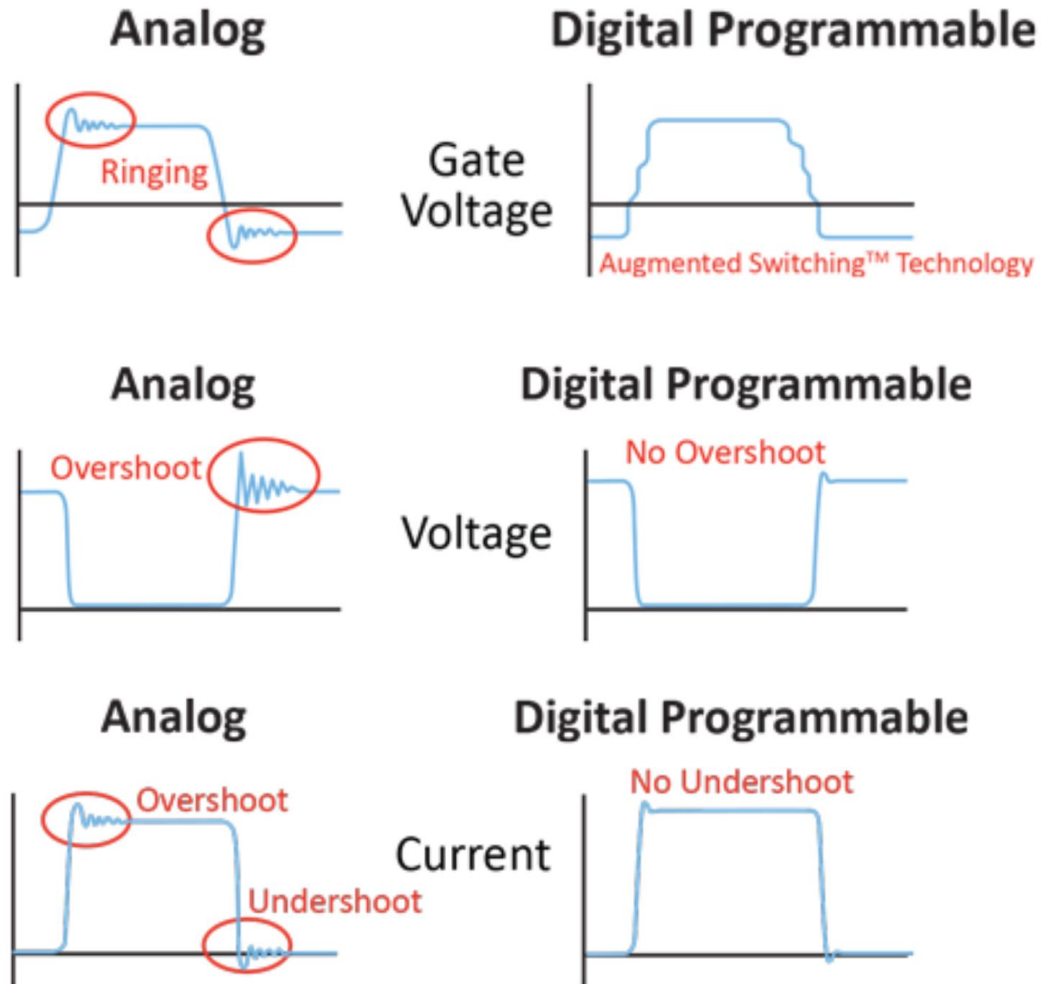 Analog
Digital Programmable
Ringing
Gate
Voltage
Augmented Switching™ Technology
Analog
Digital Programmable
Overshoot
No Overshoot
Voltage
Analog
Digital Programmable
Overshoot
No Undershoot
Current
Undershoot